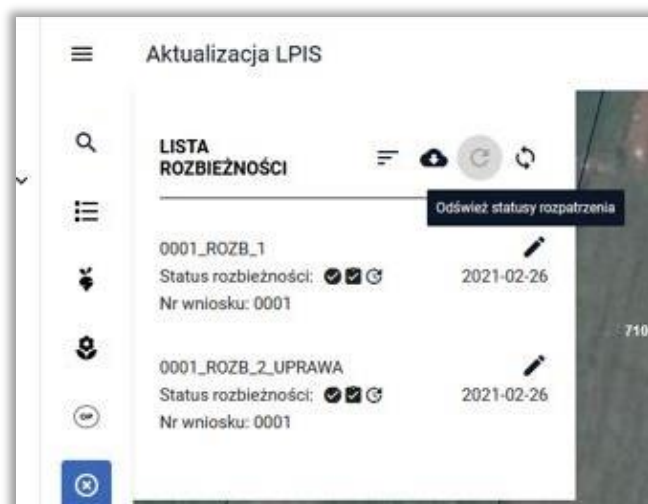 Aktualizacja LPIS
LISTA
ROZBIEŻNOŚCI
Odśwież statusy rozpatrzenia
0001_ROZB_1
Status rozbieżności:
2021-02-26
Nr wniosku: 0001
710
0001_ROZB_2_UPRAWA
Status rozbieżności:
2021-02-26
Nr wniosku: 0001
OP